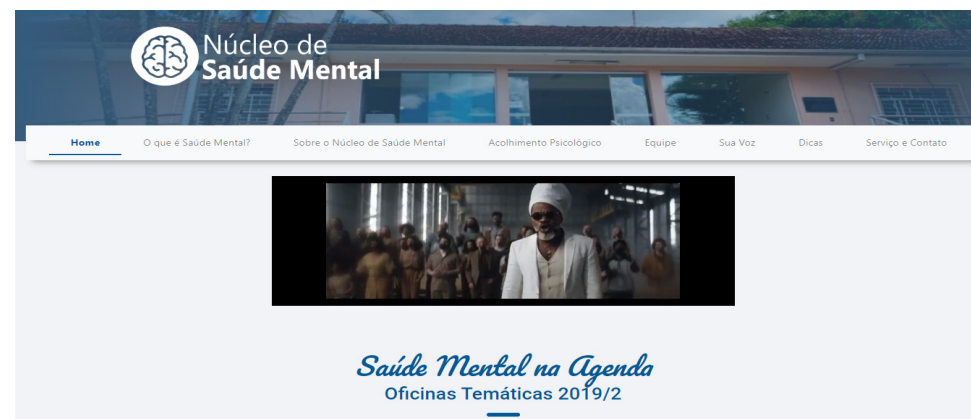 Núcleo de
Saúde Mental
Home O que é Saúde Mental? Sobre o Núcleo de Saúde Mental Acolhimento Psicológico Equipe Sua Voz Dicas Serviço e Contato
Saúde Mental na Agenda
Oficinas Temáticas 2019/2